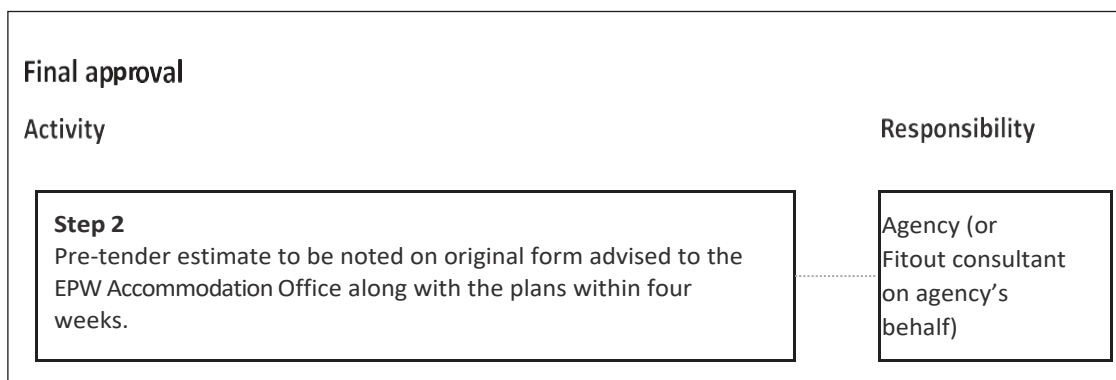 Final approval
Activity
Responsibility
Step 2
Pre-tender estimate to be noted on original form advised to the
EPW Accommodation Office along with the plans within four
weeks.
Agency (or
Fitout consultant
on agency's
behalf)